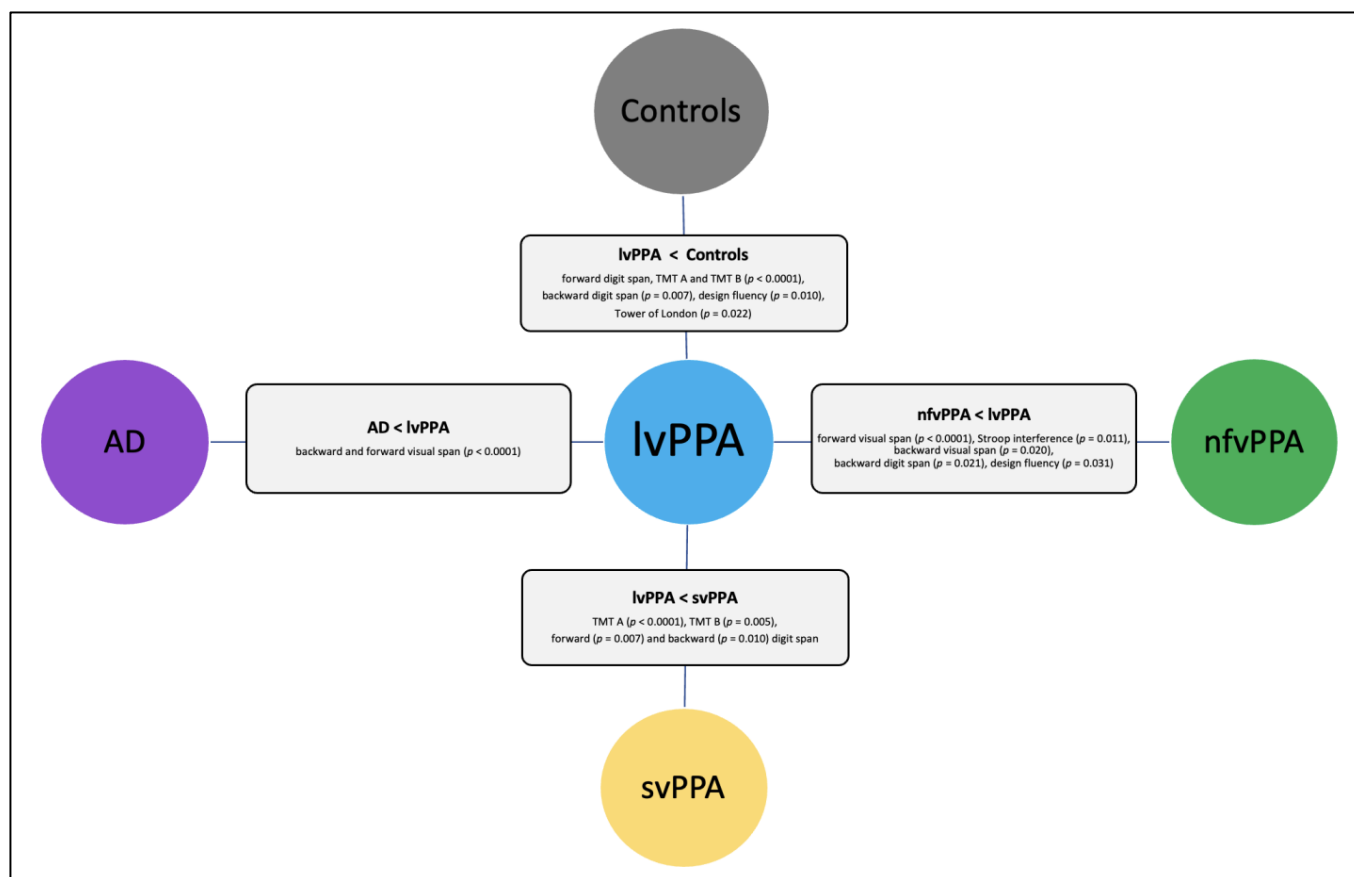 Controls
lvPPA < Controls
forward digit span, TMT A and TMT B (p < 0.0001),
backward digit span (p = 0.007), design fluency (p = 0.010),
Tower of London (p = 0.022)
AD
AD < lvPPA
backward and forward visual span (p < 0.0001)
lvPPA
nfvPPA < lvPPA
forward visual span (p < 0.0001), Stroop interference (p = 0.011),
backward visual span (p = 0.020),
backward digit span (p = 0.021), design fluency (p = 0.031)
nfvPPA
lvPPA < svPPA
TMT A (p < 0.0001), TMT B (p = 0.005),
forward (p = 0.007) and backward (p = 0.010) digit span
svPPA